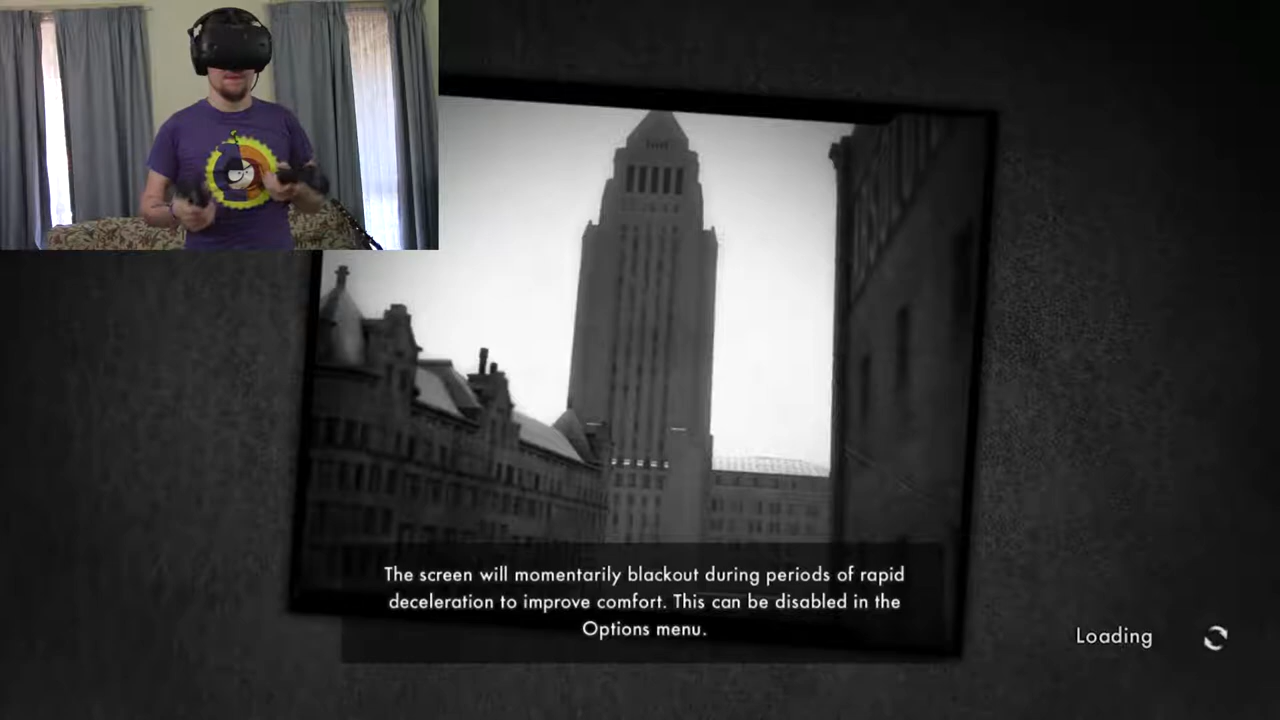 The screen will momentarily blackout during periods of rapid
deceleration to improve comfort. This can be disabled in the
Options menu.
Loading